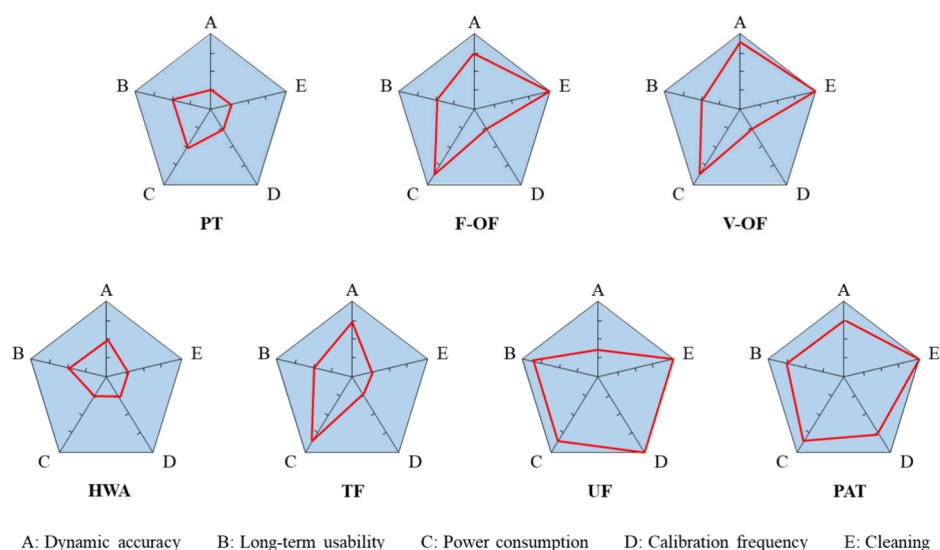 A
B
E
C
D
PT
A
B
E
C
D
F-OF
A
B
E
C
D
V-OF
A
B
E
C
D
HWA
A
B
E
C
D
TF
A
B
E
C
D
UF
A
B
E
C
D
PAT
A: Dynamic accuracy B: Long-term usability C: Power consumption D: Calibration frequency E: Cleaning